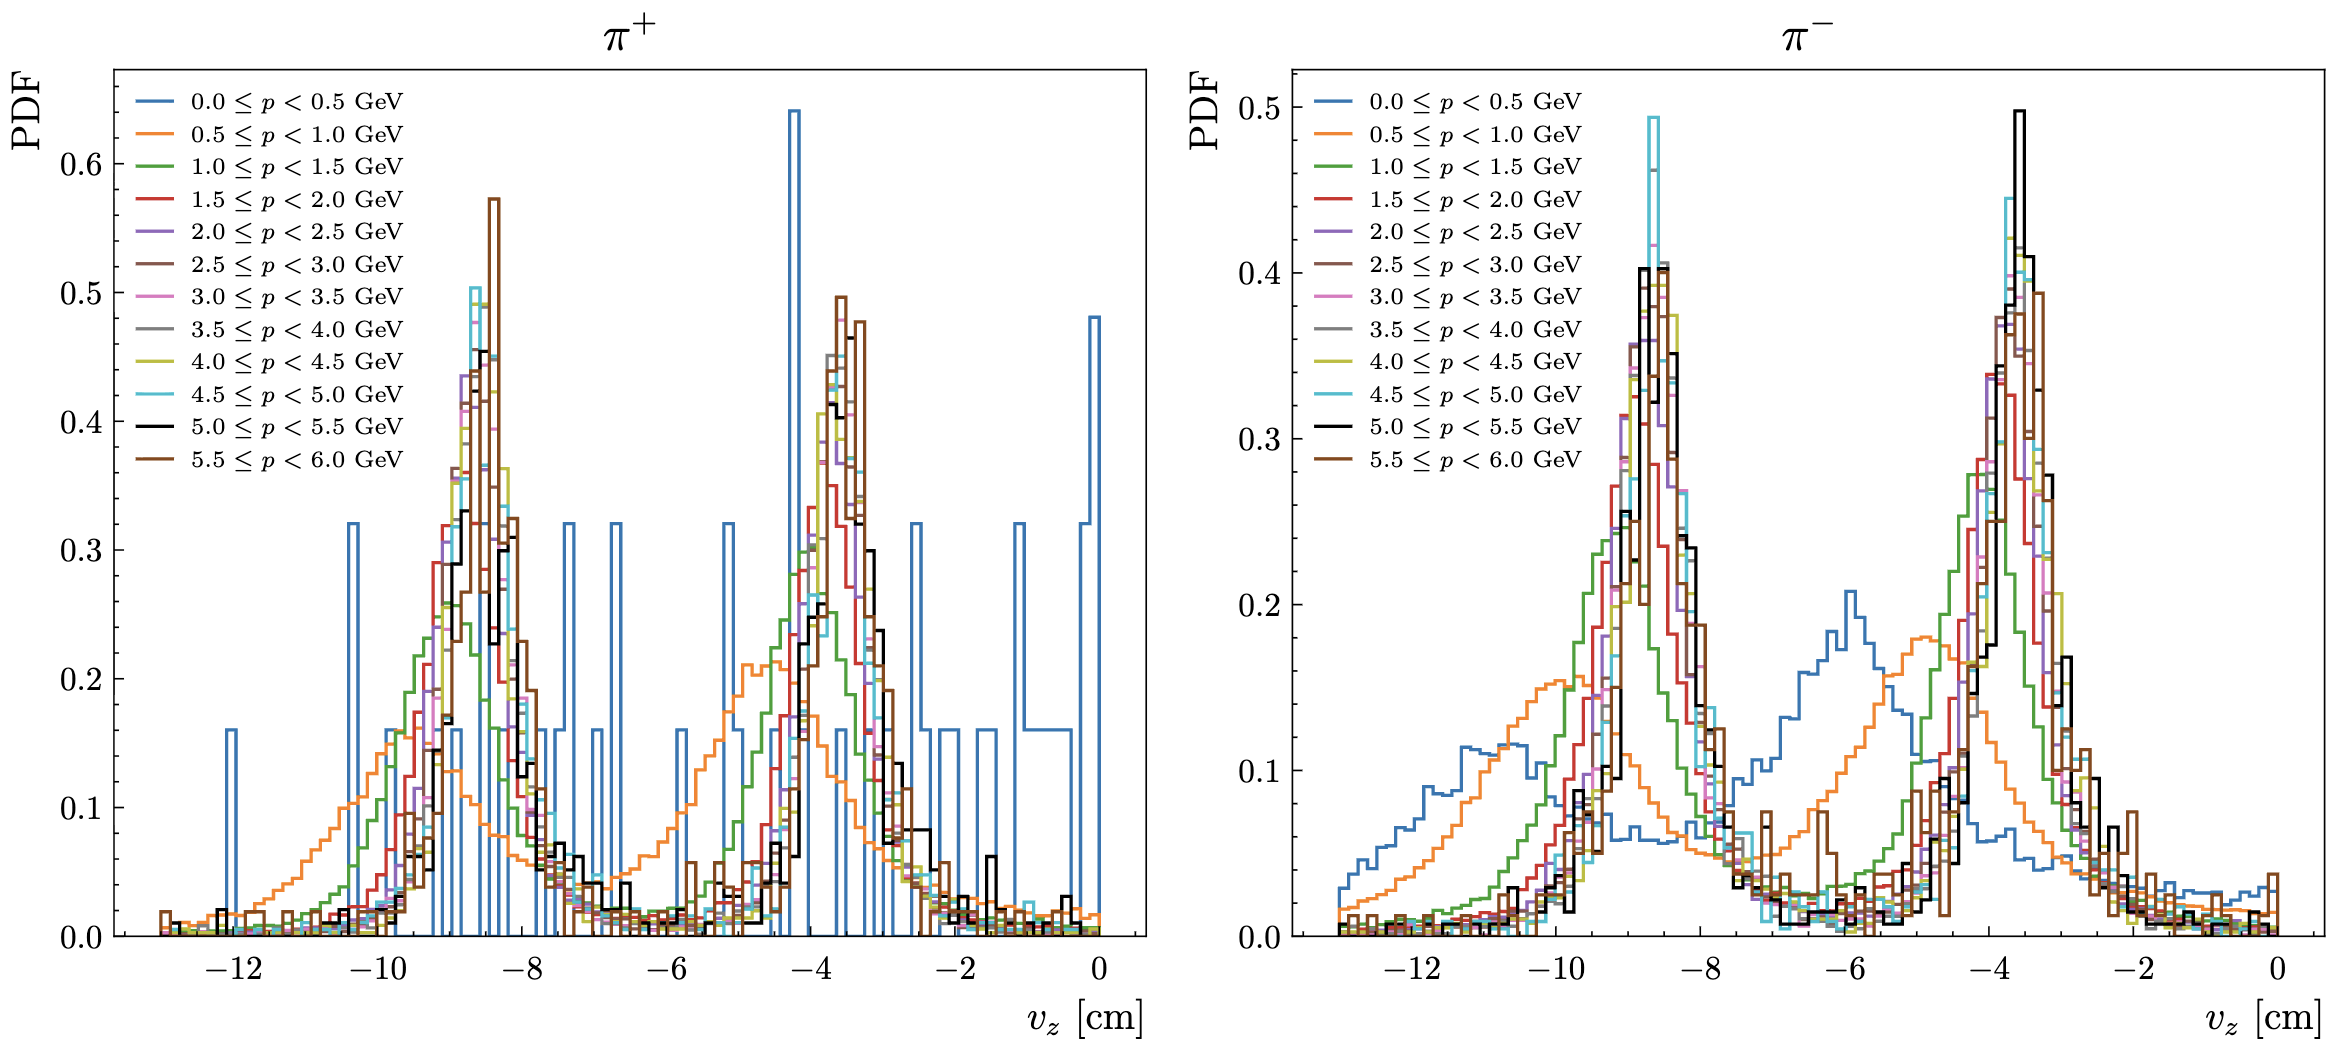 π⁺
PDF
0.0 ≤ p < 0.5 GeV
0.5 ≤ p < 1.0 GeV
1.0 ≤ p < 1.5 GeV
1.5 ≤ p < 2.0 GeV
2.0 ≤ p < 2.5 GeV
2.5 ≤ p < 3.0 GeV
3.0 ≤ p < 3.5 GeV
3.5 ≤ p < 4.0 GeV
4.0 ≤ p < 4.5 GeV
4.5 ≤ p < 5.0 GeV
5.0 ≤ p < 5.5 GeV
5.5 ≤ p < 6.0 GeV
0.6
0.5
0.4
0.3
0.2
0.1
0.0
−12 −10 −8 −6 −4 −2 0
v_z [cm]
π⁻
PDF
0.0 ≤ p < 0.5 GeV
0.5 ≤ p < 1.0 GeV
1.0 ≤ p < 1.5 GeV
1.5 ≤ p < 2.0 GeV
2.0 ≤ p < 2.5 GeV
2.5 ≤ p < 3.0 GeV
3.0 ≤ p < 3.5 GeV
3.5 ≤ p < 4.0 GeV
4.0 ≤ p < 4.5 GeV
4.5 ≤ p < 5.0 GeV
5.0 ≤ p < 5.5 GeV
5.5 ≤ p < 6.0 GeV
0.5
0.4
0.3
0.2
0.1
0.0
−12 −10 −8 −6 −4 −2 0
v_z [cm]